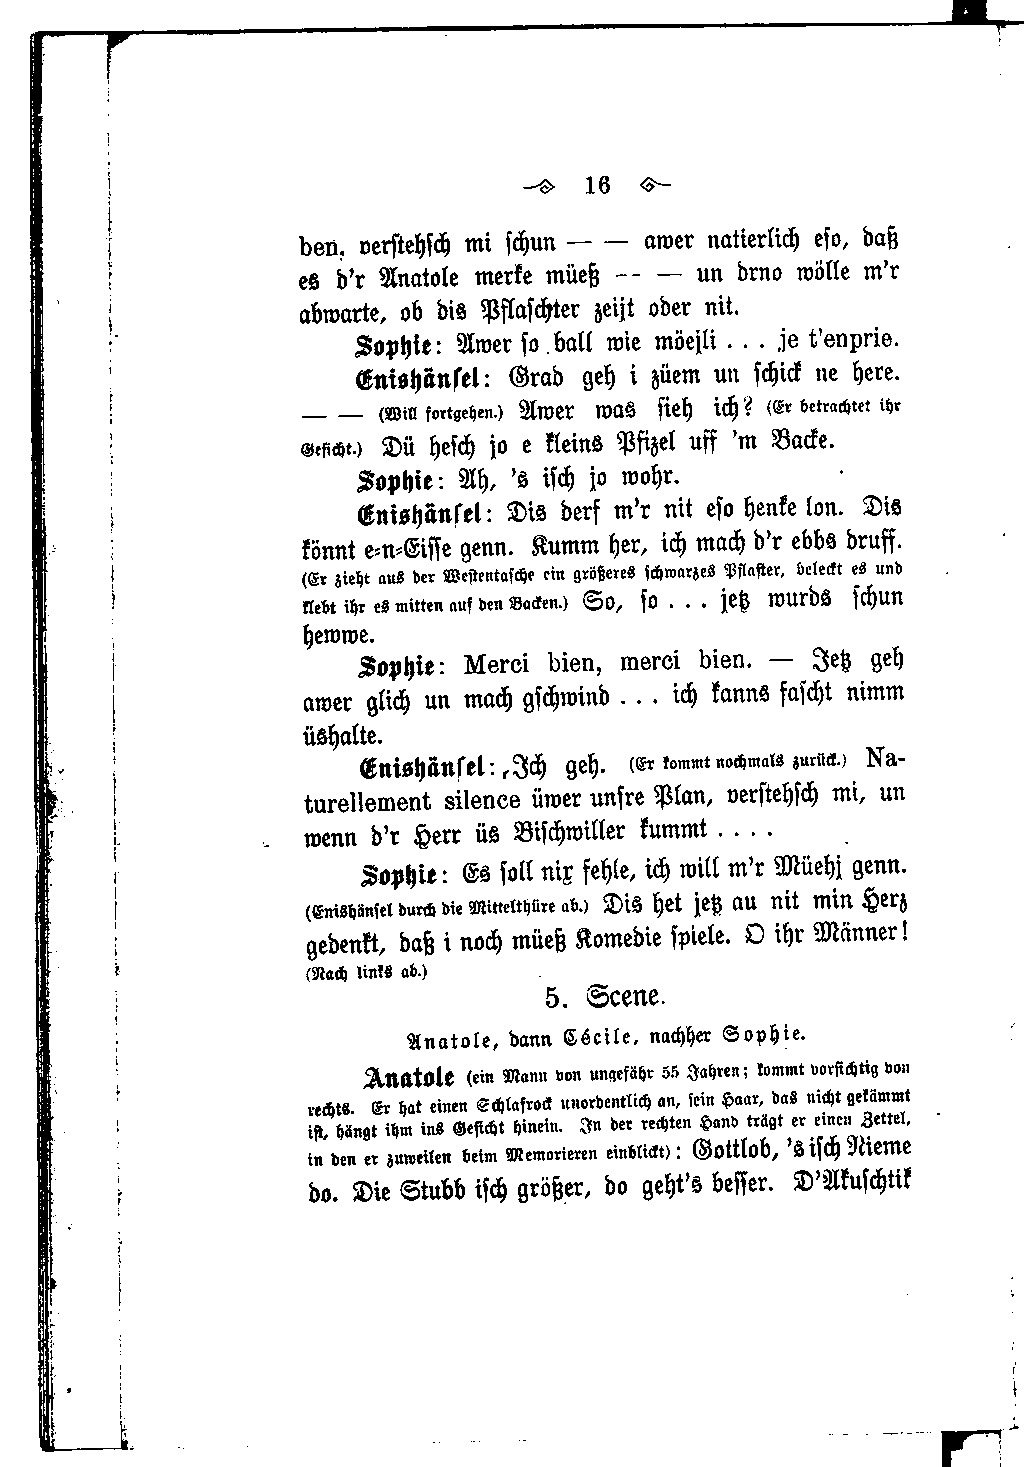 16
ben, verstehsch mi schun — — awer natierlich eso, daß
es d'r Anatole merke müeß — — un drno wölle m'r
abwarte, ob dis Pflaschter zeijt oder nit.
Sophie: Awer so ball wie möejli . . . je t'enprie.
Enishänsel: Grad geh i züem un schick ne here.
— — (Will fortgehen.) Awer was sieh ich? (Er betrachtet ihr
Gesicht.) Dü hesch jo e kleins Pfizel uff 'm Backe.
Sophie: Ah, 's isch jo wohr.
Enishänsel: Dis derf m'r nit eso henke lon. Dis
könnt e-n-Eisse genn. Kumm her, ich mach d'r ebbs druff.
(Er zieht aus der Westentasche ein größeres schwarzes Pflaster, beleckt es und
klebt ihr es mitten auf den Backen.) So, so . . . jetz wurds schun
hewwe.
Sophie: Merci bien, merci bien. — Jetz geh
awer glich un mach gschwind . . . ich kanns fascht nimm
üshalte.
Enishänsel: Ich geh. (Er kommt nochmals zurück.) Na-
turellement silence üwer unsre Plan, verstehsch mi, un
wenn d'r Herr üs Bischwiller kummt . . . .
Sophie: Es soll nix fehle, ich will m'r Müehj genn.
(Enishänsel durch die Mittelthüre ab.) Dis het jetz au nit min Herz
gedenkt, daß i noch müeß Komedie spiele. O ihr Männer!
(Nach links ab.)
5. Scene.
Anatole, dann Cécile, nachher Sophie.
Anatole (ein Mann von ungefähr 55 Jahren; kommt vorsichtig von
rechts. Er hat einen Schlafrock unordentlich an, sein Haar, das nicht gekämmt
ist, hängt ihm ins Gesicht hinein. In der rechten Hand trägt er einen Zettel,
in den er zuweilen beim Memorieren einblickt): Gottlob, 's isch Nieme
do. Die Stubb isch größer, do geht's besser. D'Akuschtik